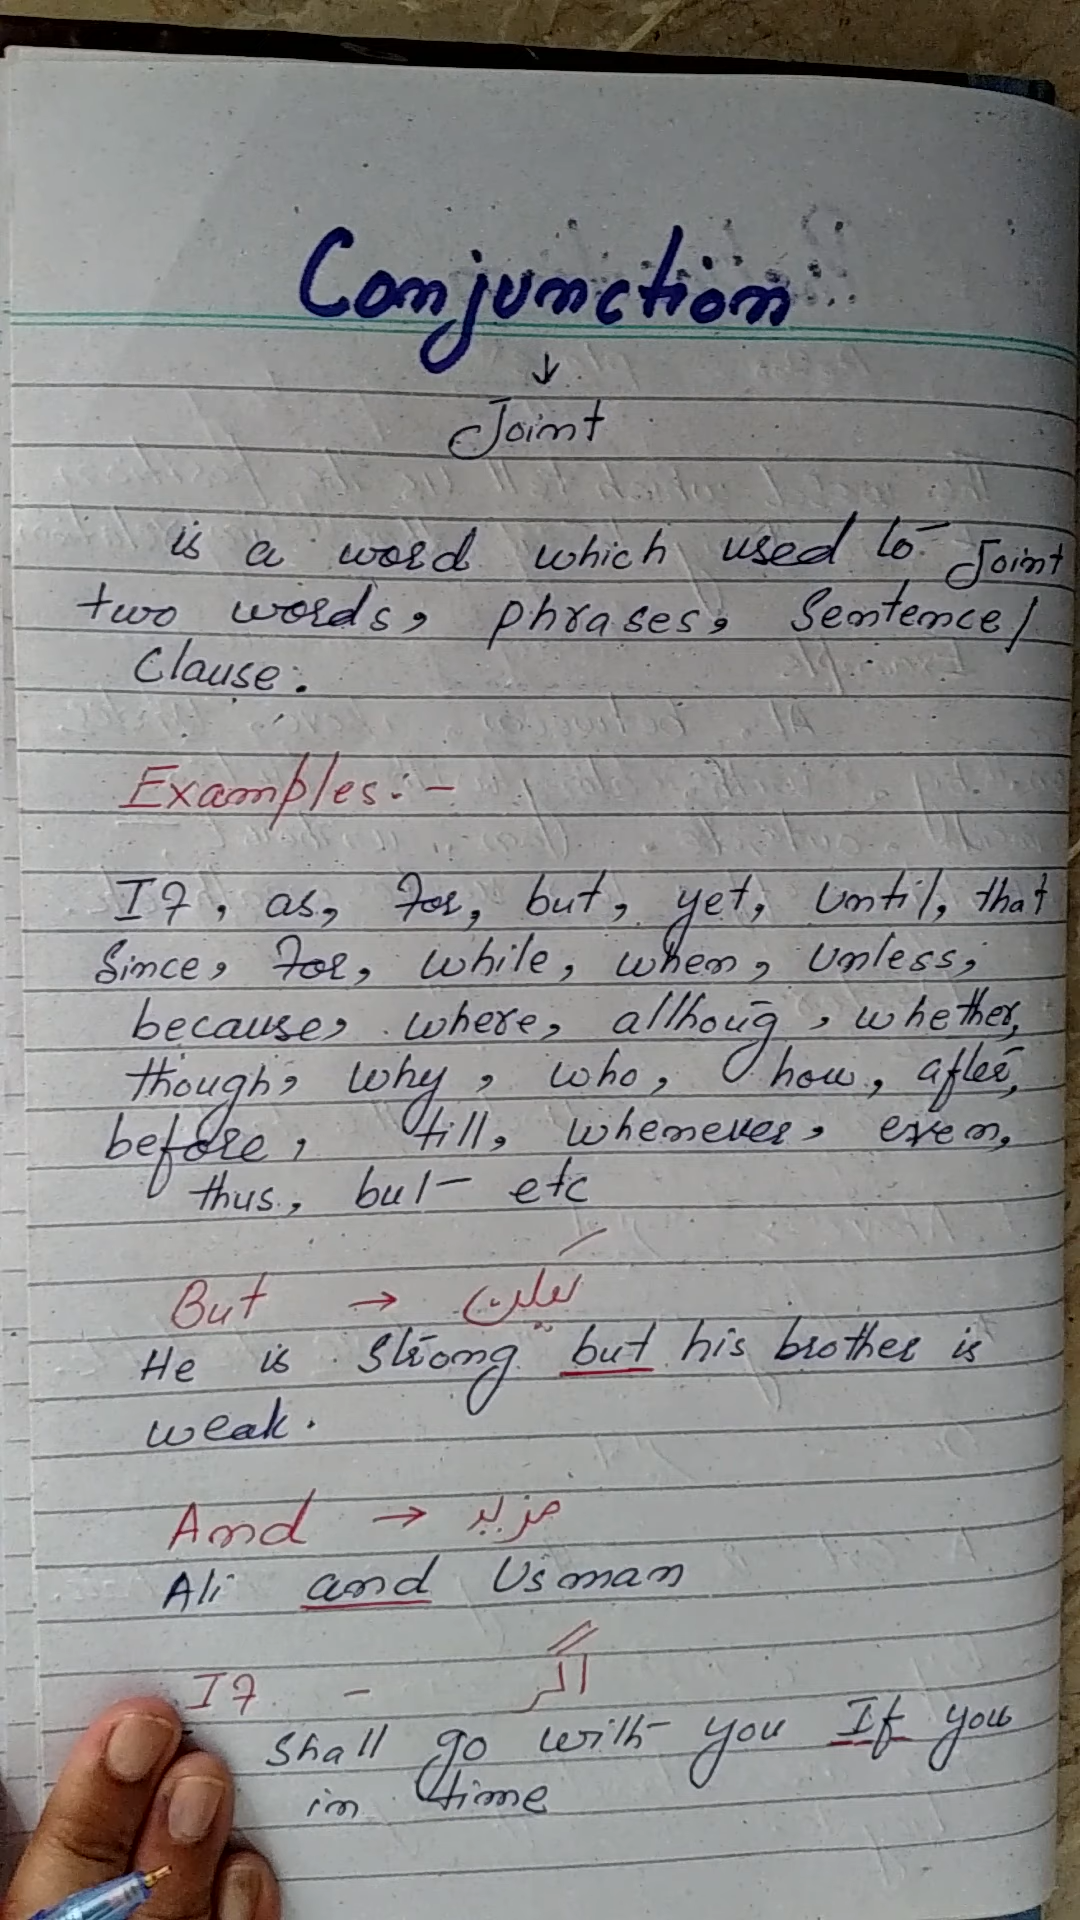 Conjunction
↓
Joint
is a word which used to Joint
two words, phrases, Sentence/
Clause.
Examples:-
If, as, for, but, yet, until, that
Since, for, while, when, unless,
because, where, althoug, whether,
though, why, who, how, after,
before, till, whenever, even,
thus, but etc
But → لیکن
He is strong but his brother is
weak.
And → مزید
Ali and Usman
If - اگر
shall go with you If you
in time